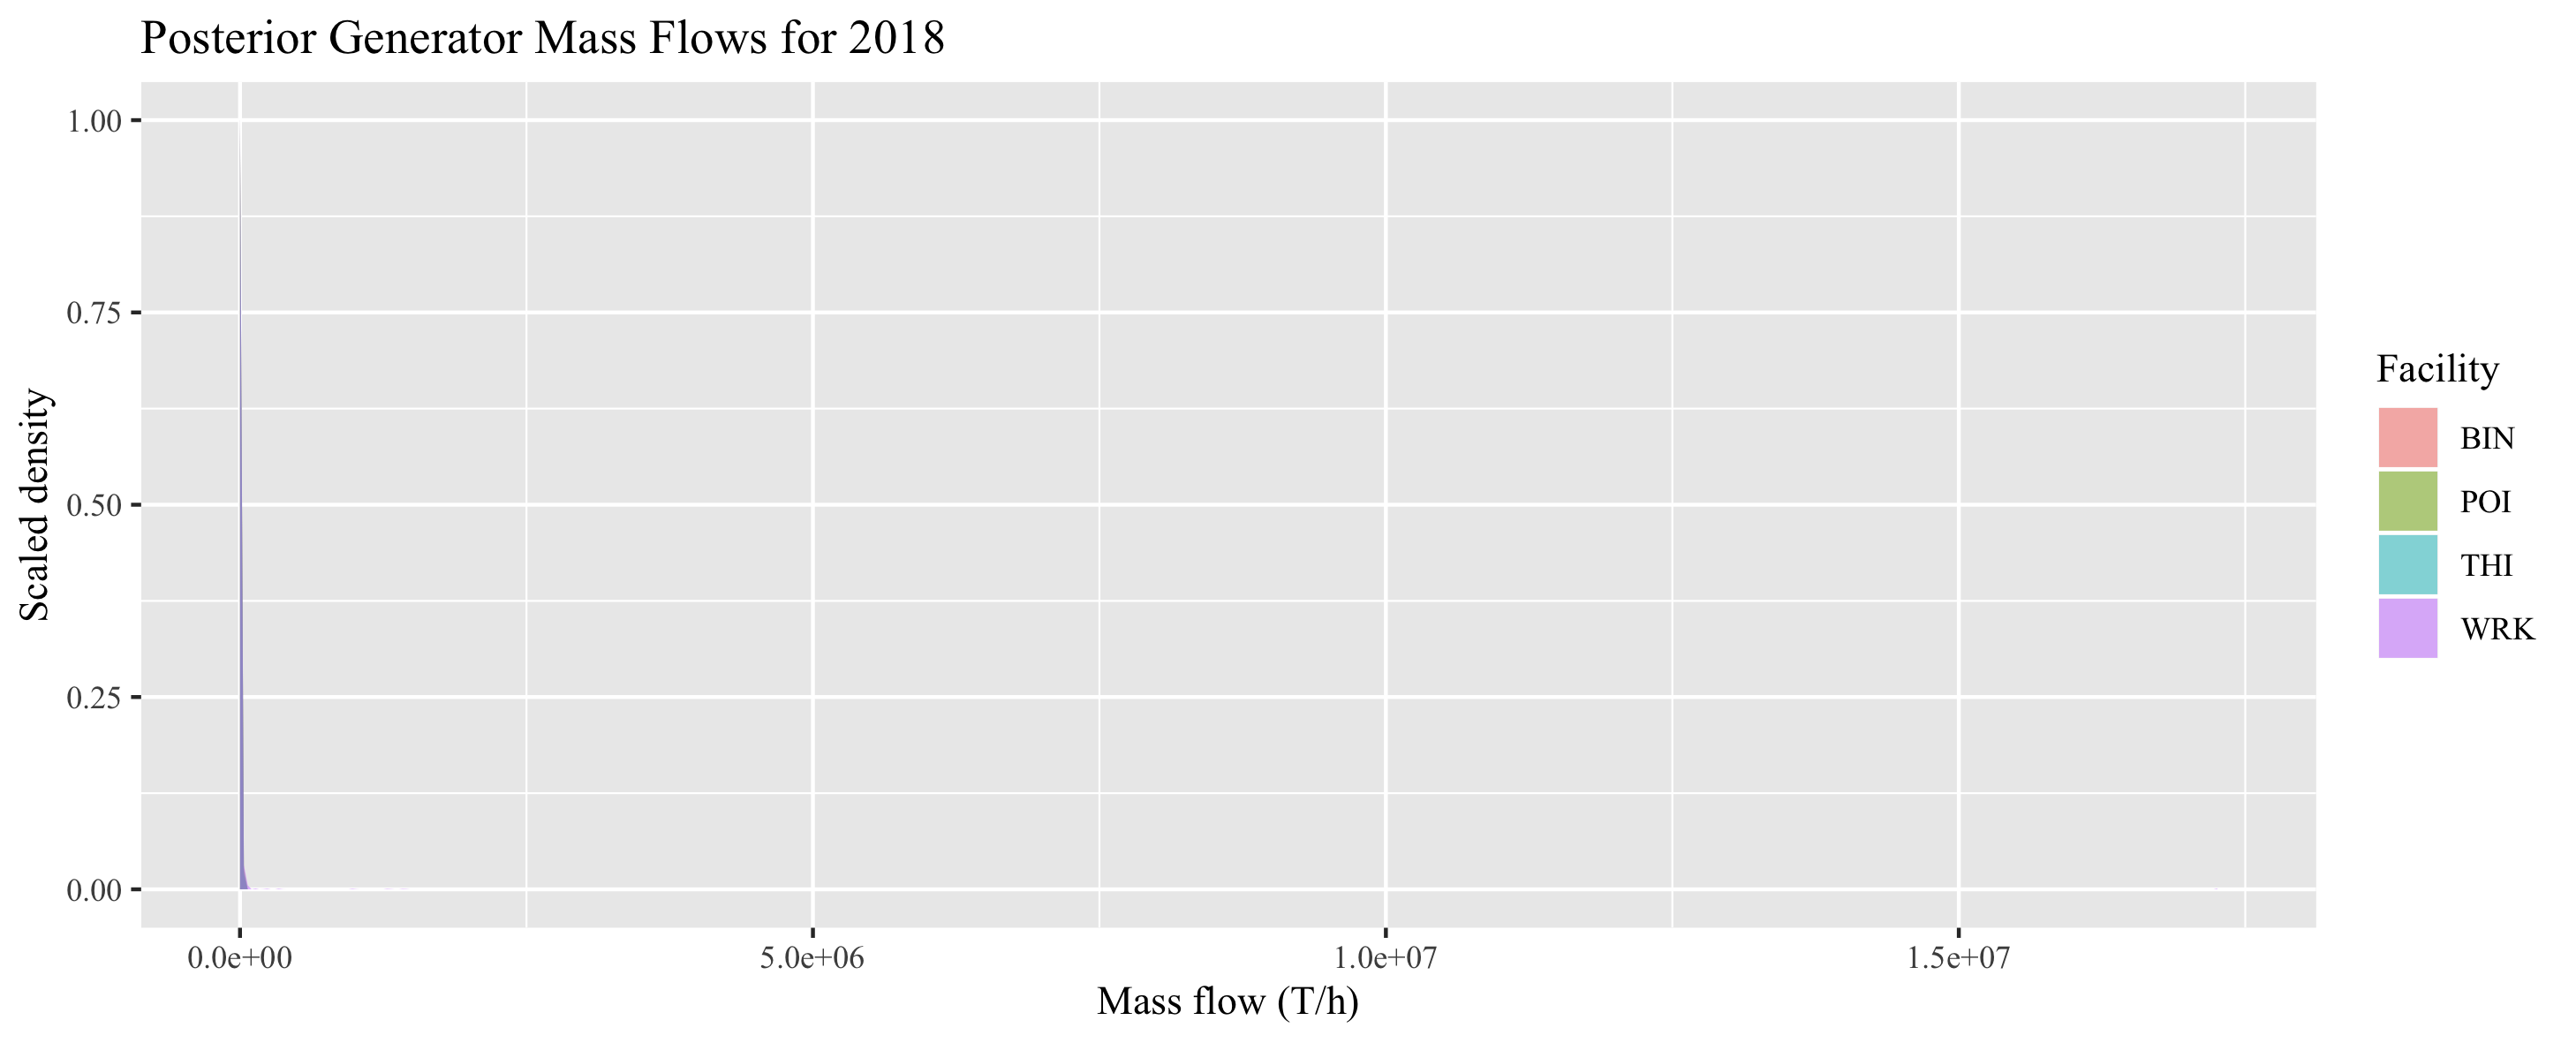 Posterior Generator Mass Flows for 2018
1.00
0.75
0.50
0.25
0.00
Scaled density
0.0e+00
5.0e+06
1.0e+07
1.5e+07
Mass flow (T/h)
Facility
BIN
POI
THI
WRK